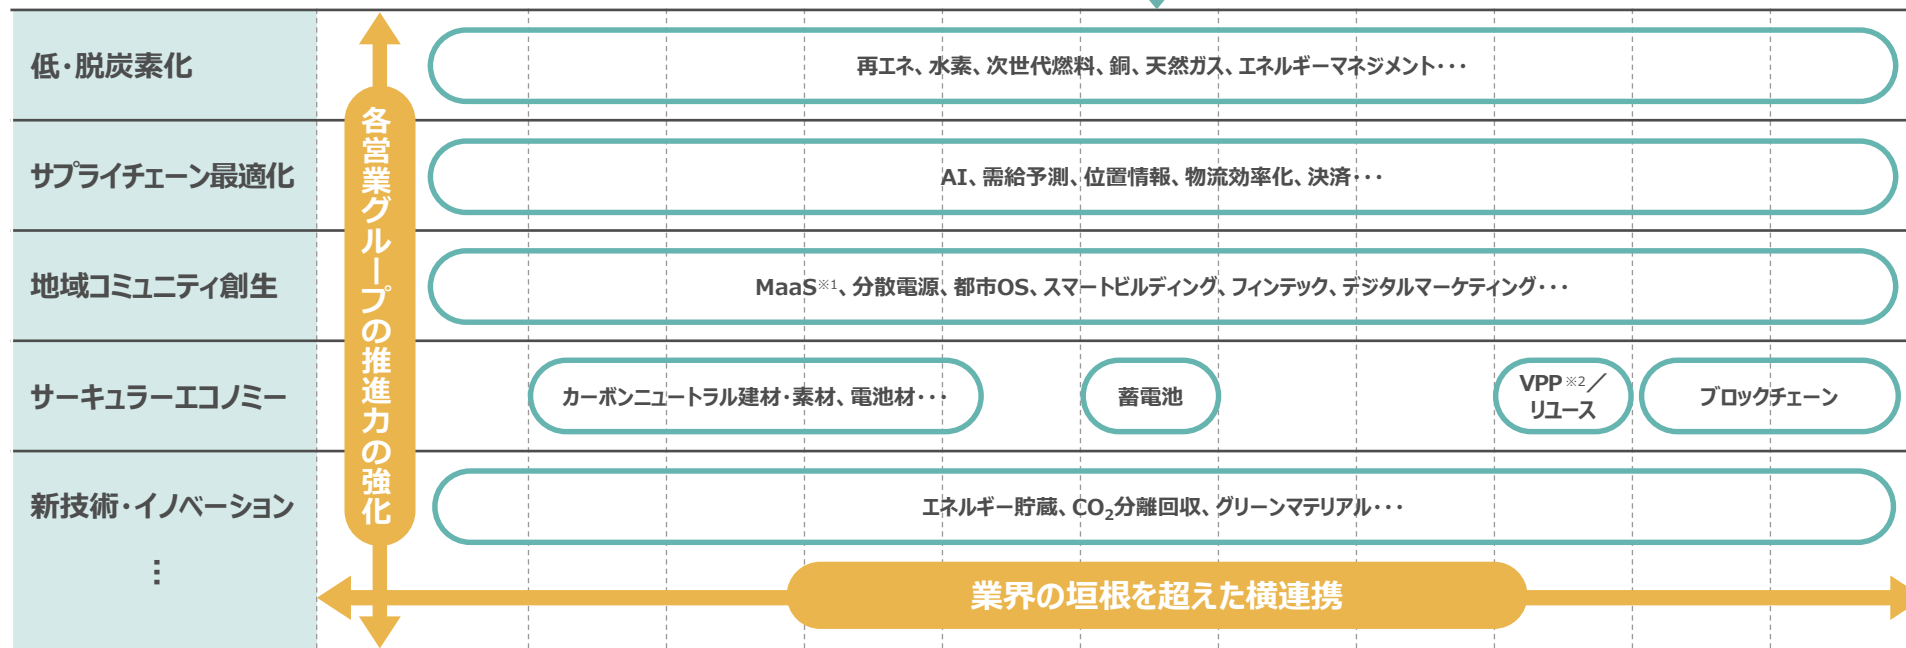 低・脱炭素化
再エネ、水素、次世代燃料、銅、天然ガス、エネルギーマネジメント・・・
サプライチェーン最適化
AI、需給予測、位置情報、物流効率化、決済・・・
地域コミュニティ創生
MaaS※1、分散電源、都市OS、スマートビルディング、フィンテック、デジタルマーケティング・・・
サーキュラーエコノミー
カーボンニュートラル建材・素材、電池材・・・
蓄電池
VPP※2／
リユース
ブロックチェーン
新技術・イノベーション
エネルギー貯蔵、CO₂分離回収、グリーンマテリアル・・・
⋮
各営業グループの推進力の強化
業界の垣根を超えた横連携